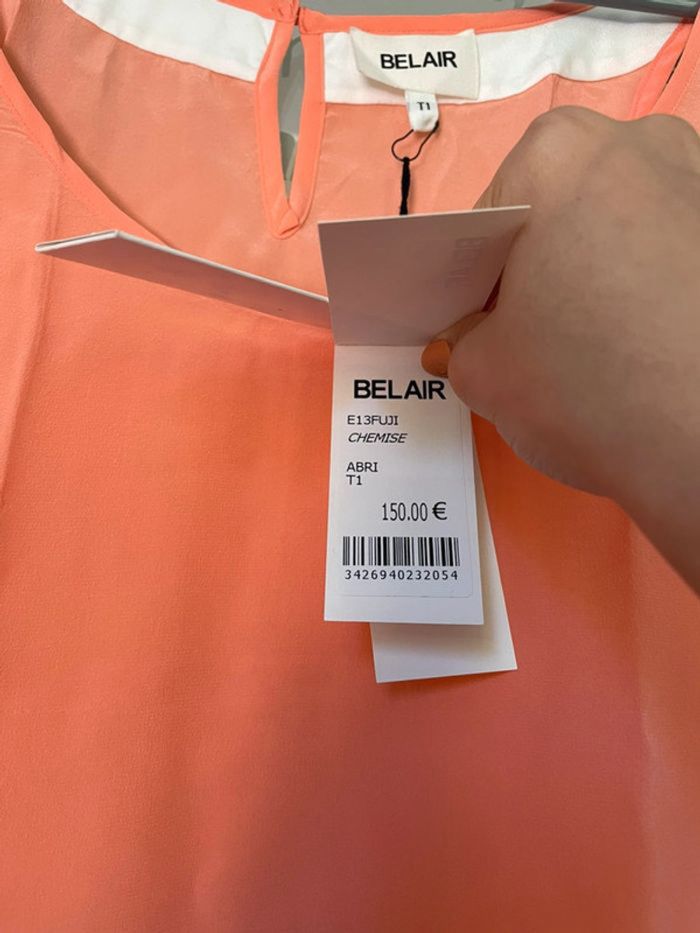 BELAIR
T1
BELAIR
E13FUJI
CHEMISE
ABRI
T1
150.00 €
3426940232054